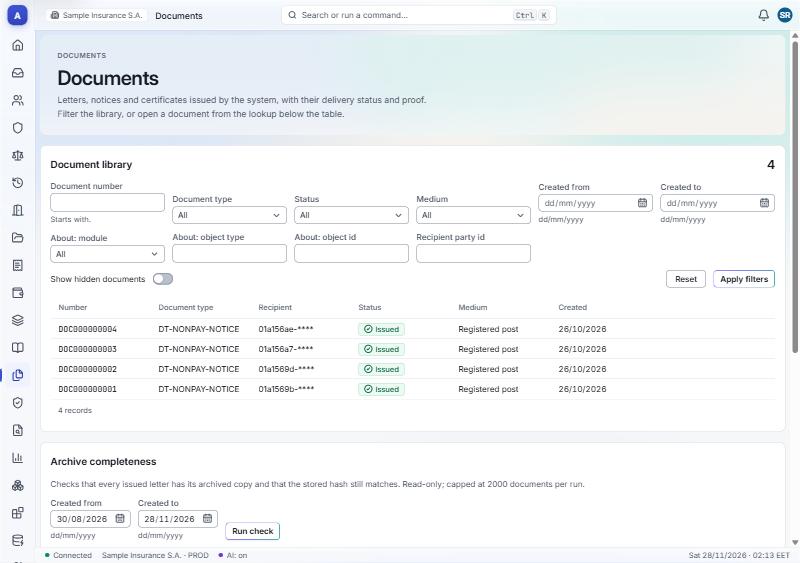 A
Sample Insurance S.A.
Documents
Search or run a command...
Ctrl K
SR
DOCUMENTS
Documents
Letters, notices and certificates issued by the system, with their delivery status and proof.
Filter the library, or open a document from the lookup below the table.
Document library
4
Document number
Starts with.
Document type
All
Status
All
Medium
All
Created from
dd/mm/yyyy
dd/mm/yyyy
Created to
dd/mm/yyyy
dd/mm/yyyy
About: module
All
About: object type
About: object id
Recipient party id
Show hidden documents
Reset
Apply filters
Number Document type Recipient Status Medium Created
DOC000000004 DT-NONPAY-NOTICE 01a156ae-**** Issued Registered post 26/10/2026
DOC000000003 DT-NONPAY-NOTICE 01a156a7-**** Issued Registered post 26/10/2026
DOC000000002 DT-NONPAY-NOTICE 01a1569d-**** Issued Registered post 26/10/2026
DOC000000001 DT-NONPAY-NOTICE 01a1569b-**** Issued Registered post 26/10/2026
4 records
Archive completeness
Checks that every issued letter has its archived copy and that the stored hash still matches. Read-only; capped at 2000 documents per run.
Created from
30/08/2026
dd/mm/yyyy
Created to
28/11/2026
dd/mm/yyyy
Run check
Connected Sample Insurance S.A. · PROD AI: on
Sat 28/11/2026 · 02:13 EET